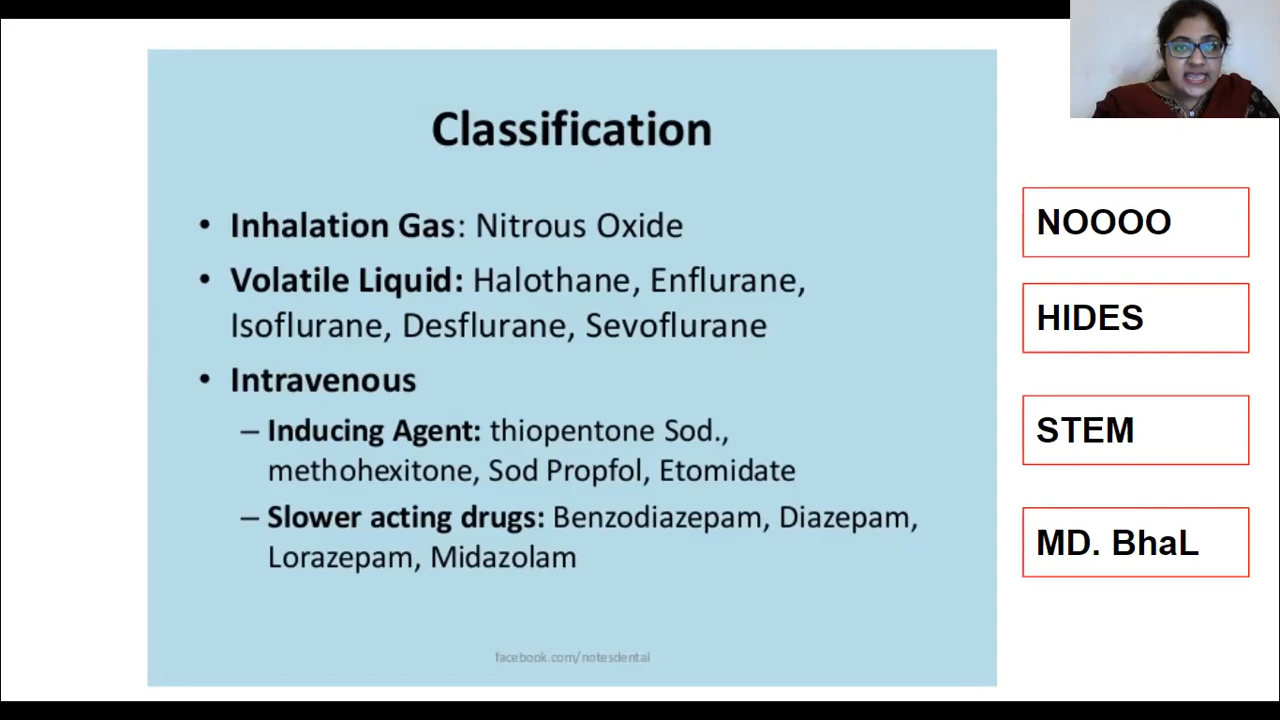 Classification
• Inhalation Gas: Nitrous Oxide
• Volatile Liquid: Halothane, Enflurane,
Isoflurane, Desflurane, Sevoflurane
• Intravenous
– Inducing Agent: thiopentone Sod.,
methohexitone, Sod Propfol, Etomidate
– Slower acting drugs: Benzodiazepam, Diazepam,
Lorazepam, Midazolam
facebook.com/notesdental
NOOOO
HIDES
STEM
MD. BhaL